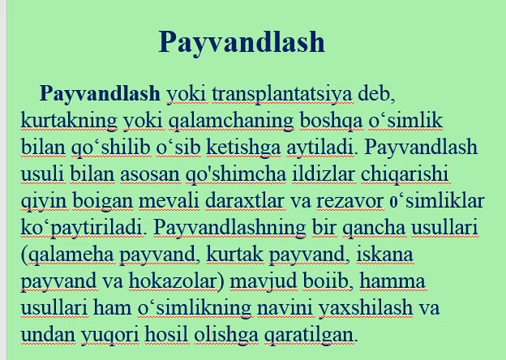 Payvandlash
Payvandlash yoki transplantatsiya deb,
kurtakning yoki qalamchaning boshqa o‘simlik
bilan qo‘shilib o‘sib ketishga aytiladi. Payvandlash
usuli bilan asosan qo'shimcha ildizlar chiqarishi
qiyin boigan mevali daraxtlar va rezavor 0‘simliklar
ko‘paytiriladi. Payvandlashning bir qancha usullari
(qalameha payvand, kurtak payvand, iskana
payvand va hokazolar) mavjud boiib, hamma
usullari ham o‘simlikning navini yaxshilash va
undan yuqori hosil olishga qaratilgan.